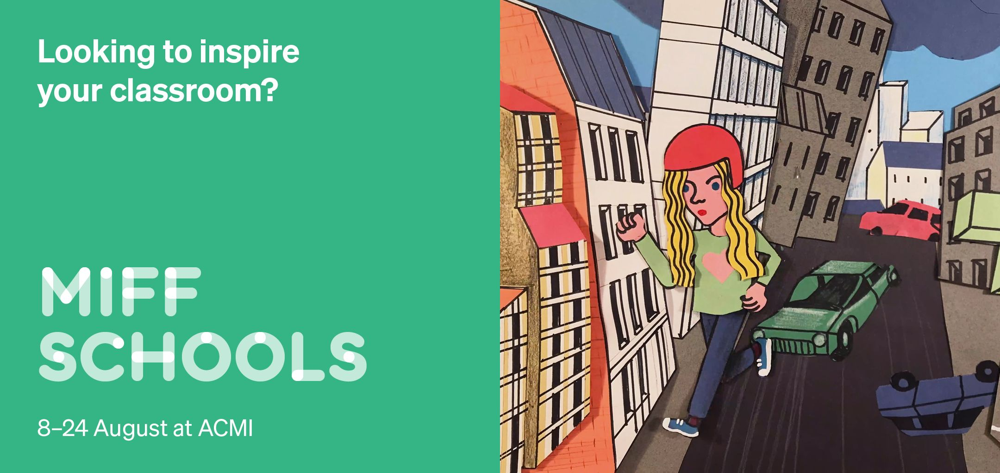 Looking to inspire
your classroom?
MIFF
SCHOOLS
8–24 August at ACMI